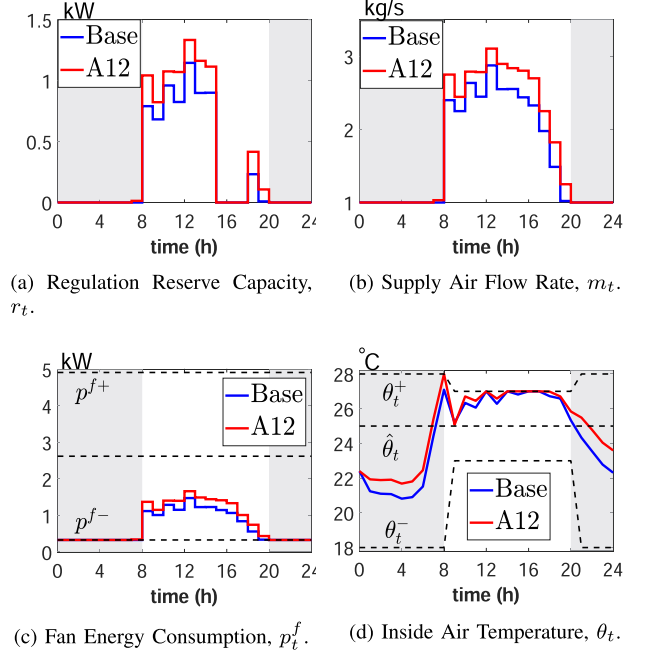 kW
1.5
1
0.5
0
Base
A12
0 4 8 12 16 20 24
time (h)
(a) Regulation Reserve Capacity,
r_t.
kg/s
3
2
1
Base
A12
0 4 8 12 16 20 24
time (h)
(b) Supply Air Flow Rate, m_t.
kW
5
4
3
2
1
0
p^{f+}
p^{f-}
Base
A12
0 4 8 12 16 20 24
time (h)
(c) Fan Energy Consumption, p_t^f.
°C
28
26
24
22
20
18
θ_t^+
θ̂_t
θ_t^-
Base
A12
0 4 8 12 16 20 24
time (h)
(d) Inside Air Temperature, θ_t.